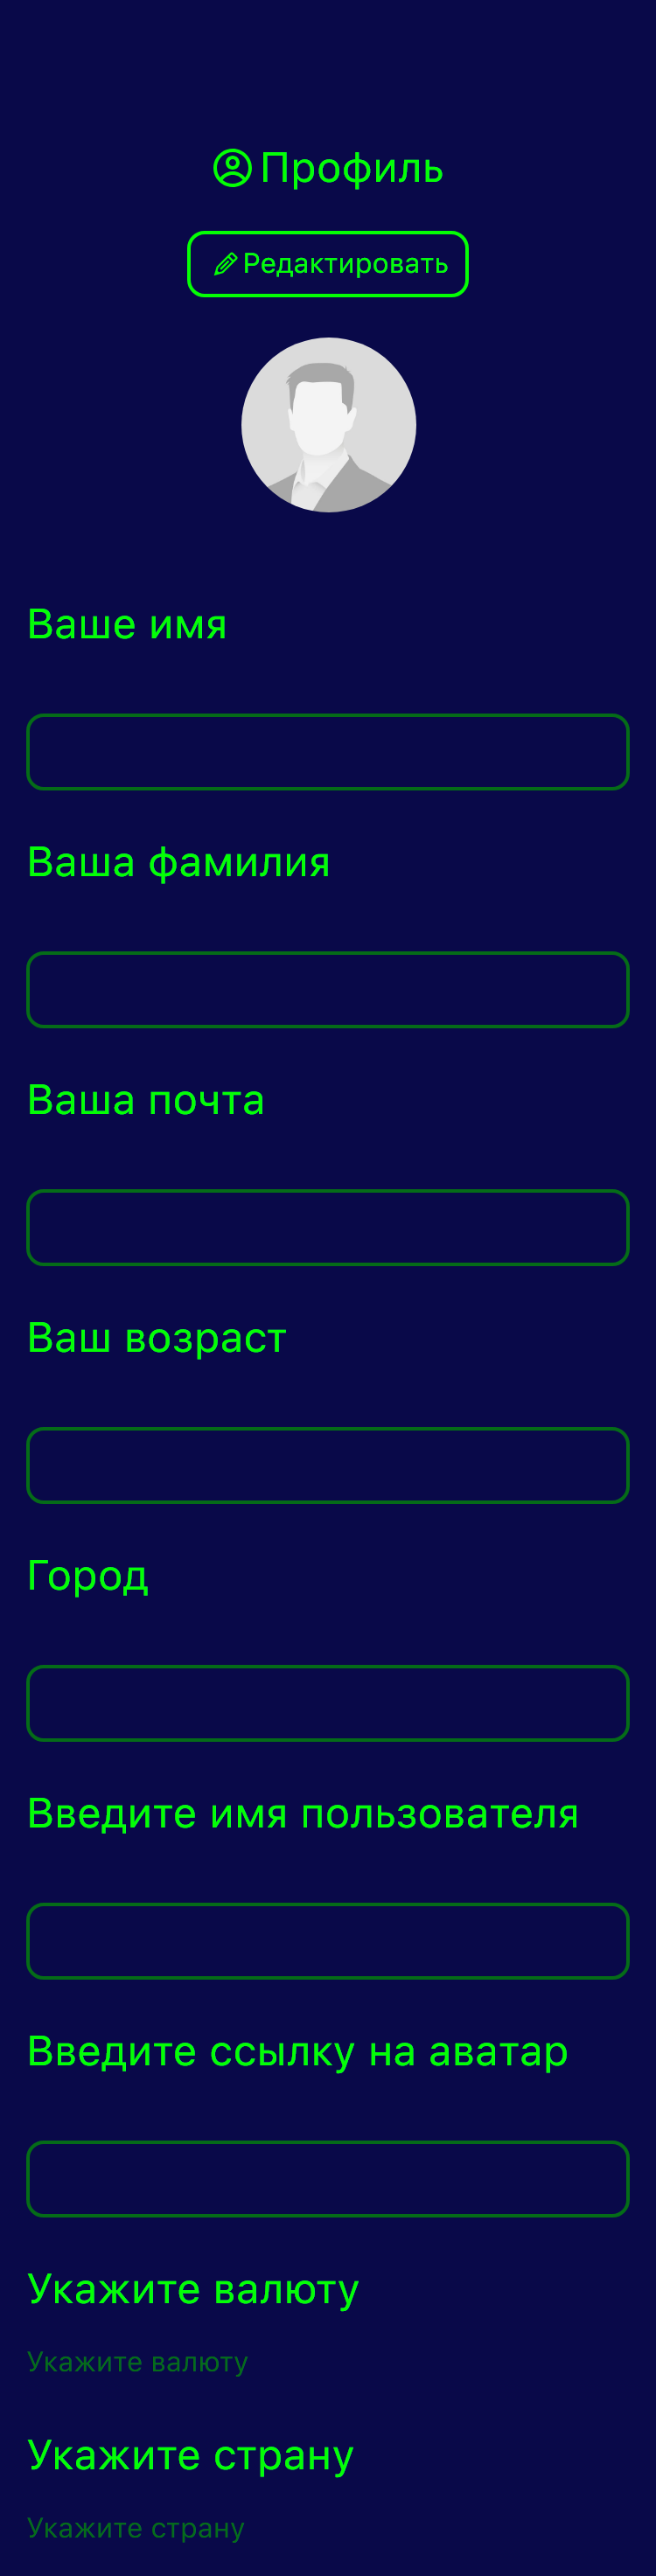 Профиль
Редактировать
Ваше имя
Ваша фамилия
Ваша почта
Ваш возраст
Город
Введите имя пользователя
Введите ссылку на аватар
Укажите валюту
Укажите валюту
Укажите страну
Укажите страну